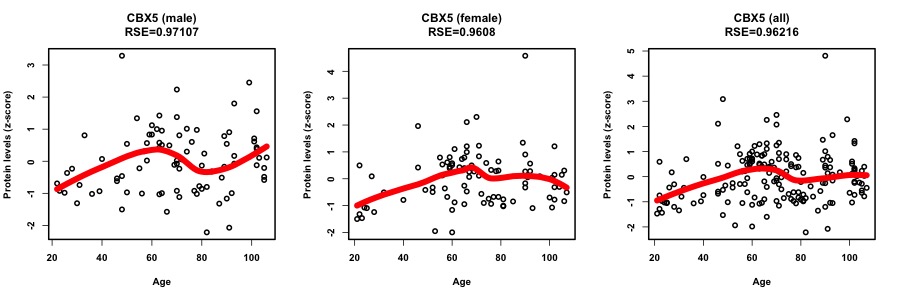 CBX5 (male)
RSE=0.97107
Protein levels (z-score)
3
2
1
0
-1
-2
20 40 60 80 100
Age
CBX5 (female)
RSE=0.9608
Protein levels (z-score)
4
3
2
1
0
-1
-2
20 40 60 80 100
Age
CBX5 (all)
RSE=0.96216
Protein levels (z-score)
5
4
3
2
1
0
-1
-2
20 40 60 80 100
Age